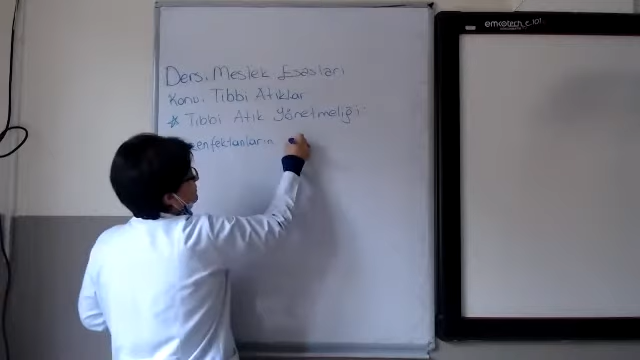 Ders: Meslek Esasları
Konu: Tıbbi Atıklar
* Tıbbi Atık Yönetmeliği:
enfektanların
emkotech